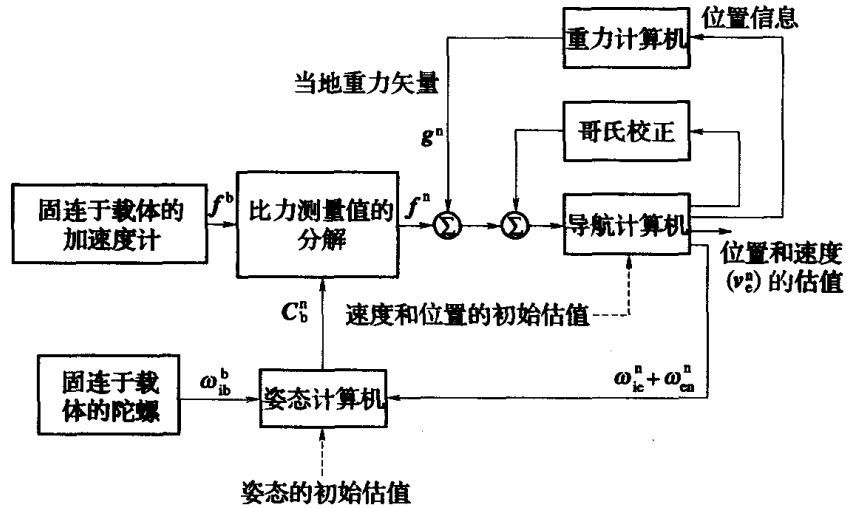 位置信息
重力计算机
当地重力矢量
gⁿ
哥氏校正
固连于载体的
加速度计
f^b
比力测量值的
分解
f^n
Σ
Σ
导航计算机
位置和速度
(v_e^n)的估值
C_b^n
速度和位置的初始估值
固连于载
体的陀螺
ω_ib^b
姿态计算机
ω_ie^n+ω_en^n
姿态的初始估值